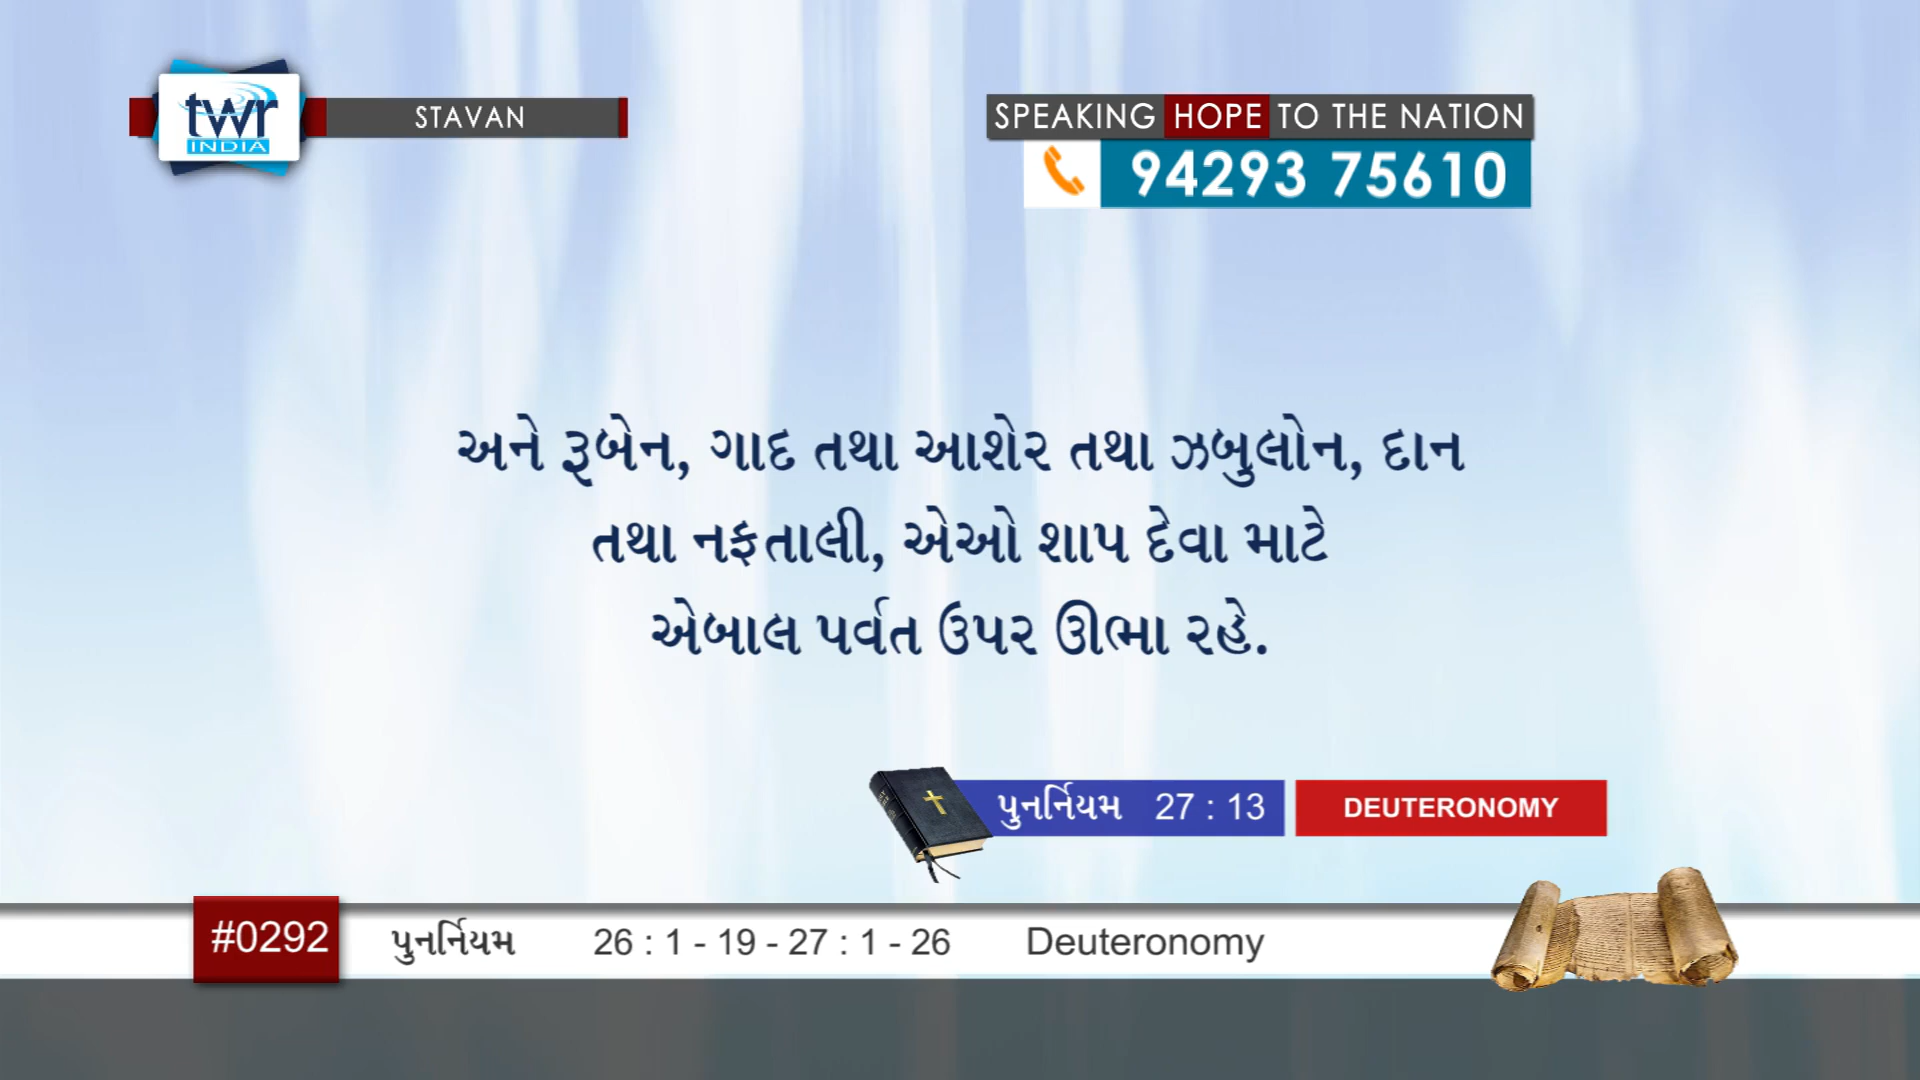 twr
INDIA
STAVAN
SPEAKING HOPE TO THE NATION
94293 75610
અને રૂબેન, ગાદ તથા આશેર તથા ઝબુલોન, દાન
તથા નફતાલી, એઓ શાપ દેવા માટે
એબાલ પર્વત ઉપર ઊભા રહે.
પુનર્નિયમ 27 : 13 DEUTERONOMY
#0292 પુનર્નિયમ 26 : 1 - 19 - 27 : 1 - 26 Deuteronomy